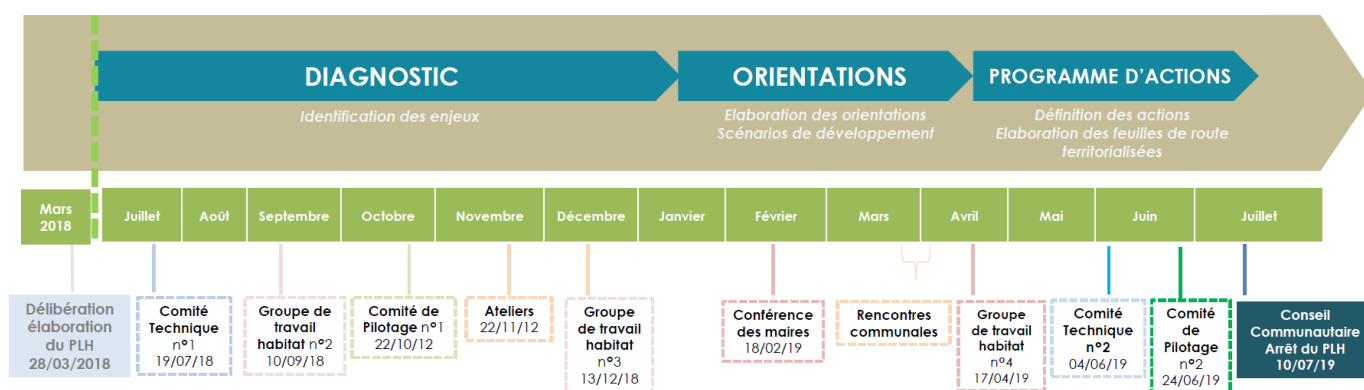 DIAGNOSTIC
Identification des enjeux
ORIENTATIONS
Elaboration des orientations
Scénarios de développement
PROGRAMME D'ACTIONS
Définition des actions
Elaboration des feuilles de route
territorialisées
Mars
2018
Juillet
Août
Septembre
Octobre
Novembre
Décembre
Janvier
Février
Mars
Avril
Mai
Juin
Juillet
Délibération
élaboration
du PLH
28/03/2018
Comité
Technique
n°1
19/07/18
Groupe de
travail
habitat n°2
10/09/18
Comité de
Pilotage n°1
22/10/12
Ateliers
22/11/12
Groupe
de travail
habitat
n°3
13/12/18
Conférence
des maires
18/02/19
Rencontres
communales
Groupe
de travail
habitat
n°4
17/04/19
Comité
Technique
n°2
04/06/19
Comité
de
Pilotage
n°2
24/06/19
Conseil
Communautaire
Arrêt du PLH
10/07/19